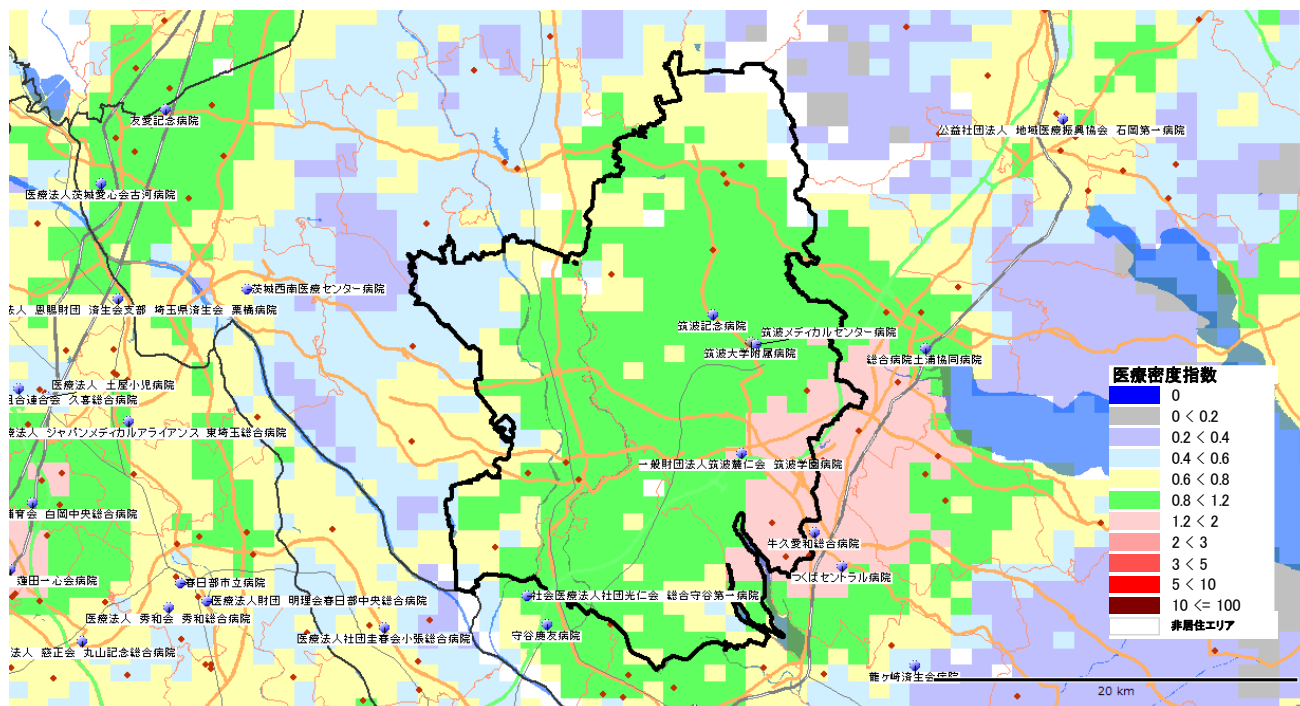 友愛記念病院
公益社団法人 地域医療振興協会 石岡第一病院
医療法人茨城愛心会古河病院
茨城西南医療センター病院
法人 恩賜財団 済生会支部 埼玉県済生会 栗橋病院
筑波記念病院
筑波メディカルセンター病院
筑波大学附属病院
総合病院土浦協同病院
医療法人 土屋小児病院
組合連合会 久喜総合病院
療法人 ジャパンメディカルアライアンス 東埼玉総合病院
一般財団法人筑波麓仁会 筑波学園病院
哺育会 白岡中央総合病院
牛久愛和総合病院
つくばセントラル病院
蓮田一心会病院
春日部市立病院
医療法人財団 明理会春日部中央総合病院
社会医療法人社団光仁会 総合守谷第一病院
医療法人 秀和会 秀和総合病院
医療法人社団圭春会小張総合病院
守谷慶友病院
法人 慈正会 丸山記念総合病院
龍ヶ崎済生会病院
医療密度指数
0
0 < 0.2
0.2 < 0.4
0.4 < 0.6
0.6 < 0.8
0.8 < 1.2
1.2 < 2
2 < 3
3 < 5
5 < 10
10 <= 100
非居住エリア
20 km